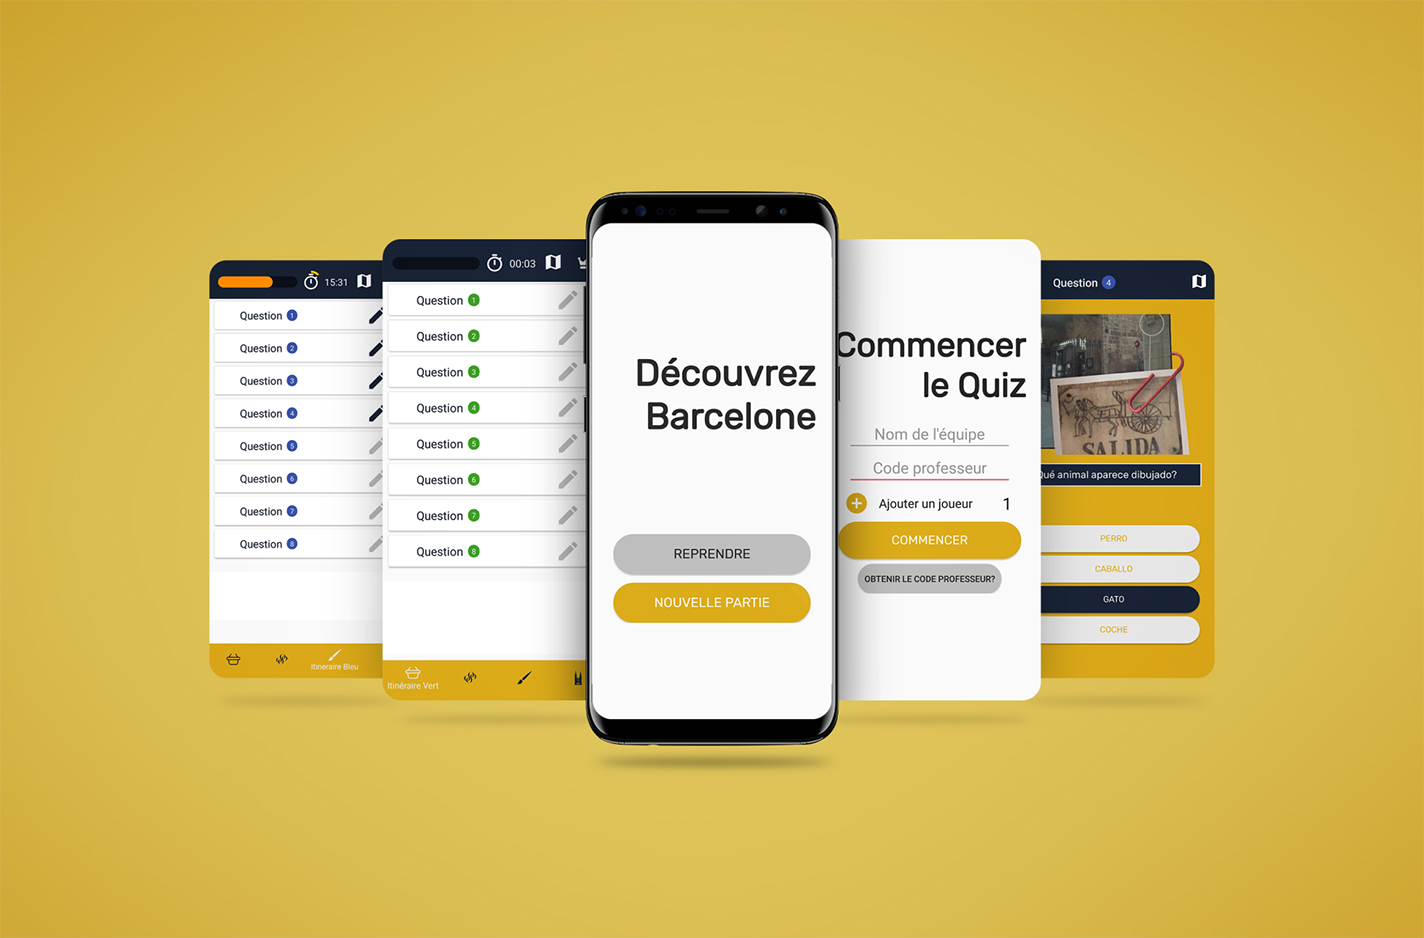 15:31
Question 1
Question 2
Question 3
Question 4
Question 5
Question 6
Question 7
Question 8
Itineraire Bleu
00:03
Question 1
Question 2
Question 3
Question 4
Question 5
Question 6
Question 7
Question 8
Itinéraire Vert
Découvrez
Barcelone
REPRENDRE
NOUVELLE PARTIE
Commencer
le Quiz
Nom de l'équipe
Code professeur
Ajouter un joueur 1
COMMENCER
OBTENIR LE CODE PROFESSEUR?
Question 4
SALIDA
Qué animal aparece dibujado?
PERRO
CABALLO
GATO
COCHE